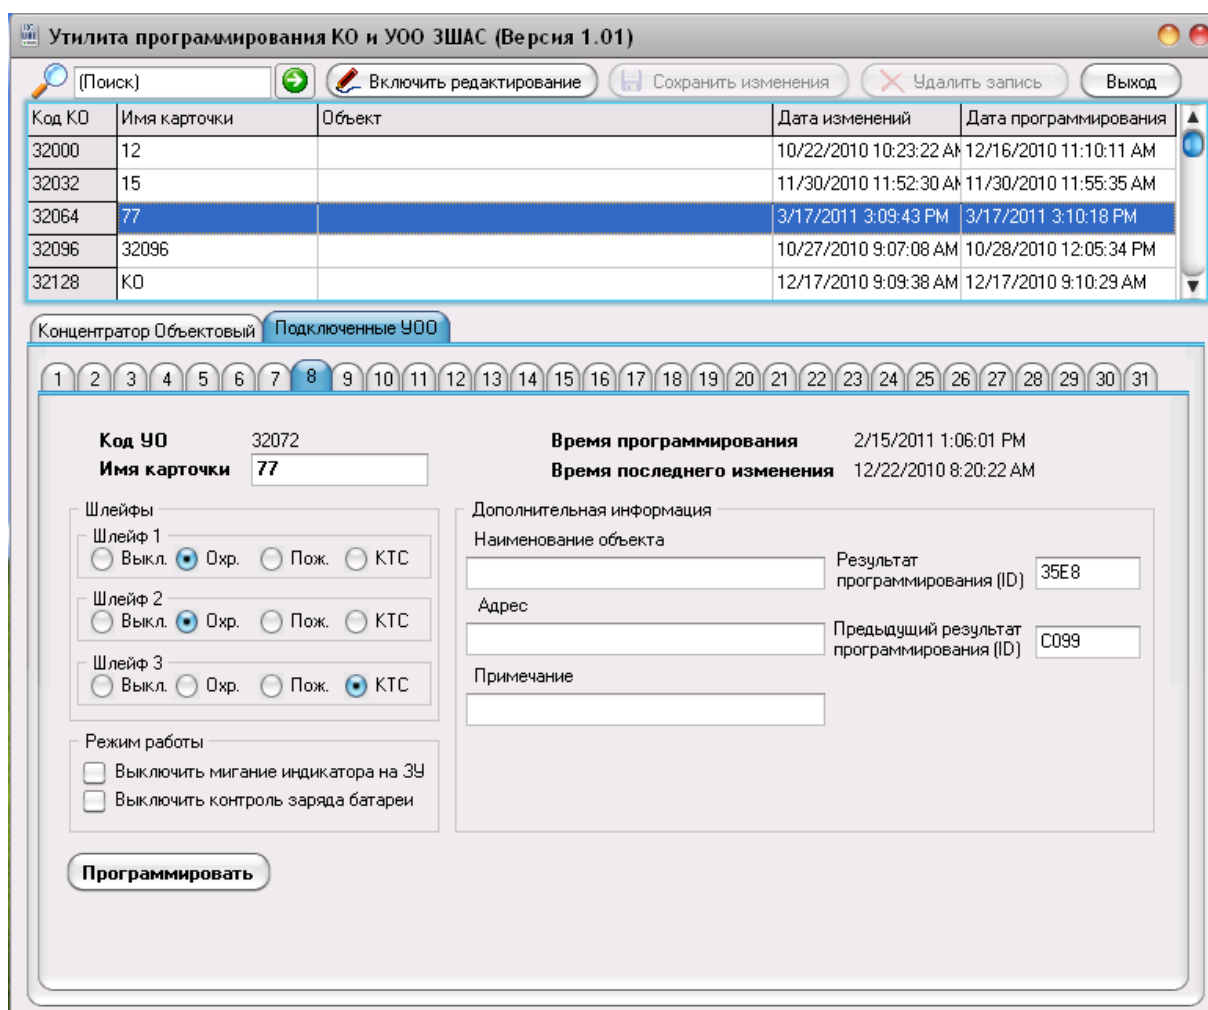 Утилита программирования КО и УОО 3ШАС (Версия 1.01)
(Поиск) Включить редактирование Сохранить изменения Удалить запись Выход
Код КО Имя карточки Объект Дата изменений Дата программирования
32000 12 10/22/2010 10:23:22 AM 12/16/2010 11:10:11 AM
32032 15 11/30/2010 11:52:30 AM 11/30/2010 11:55:35 AM
32064 77 3/17/2011 3:09:43 PM 3/17/2011 3:10:18 PM
32096 32096 10/27/2010 9:07:08 AM 10/28/2010 12:05:34 PM
32128 КО 12/17/2010 9:09:38 AM 12/17/2010 9:10:29 AM
Концентратор Объектовый Подключенные УОО
1 2 3 4 5 6 7 8 9 10 11 12 13 14 15 16 17 18 19 20 21 22 23 24 25 26 27 28 29 30 31
Код УО 32072 Время программирования 2/15/2011 1:06:01 PM
Имя карточки 77 Время последнего изменения 12/22/2010 8:20:22 AM
Шлейфы
Шлейф 1
Выкл. Охр. Пож. КТС
Шлейф 2
Выкл. Охр. Пож. КТС
Шлейф 3
Выкл. Охр. Пож. КТС
Режим работы
Выключить мигание индикатора на ЗУ
Выключить контроль заряда батареи
Дополнительная информация
Наименование объекта
Результат
программирования (ID) 35E8
Адрес
Предыдущий результат
программирования (ID) C099
Примечание
Программировать